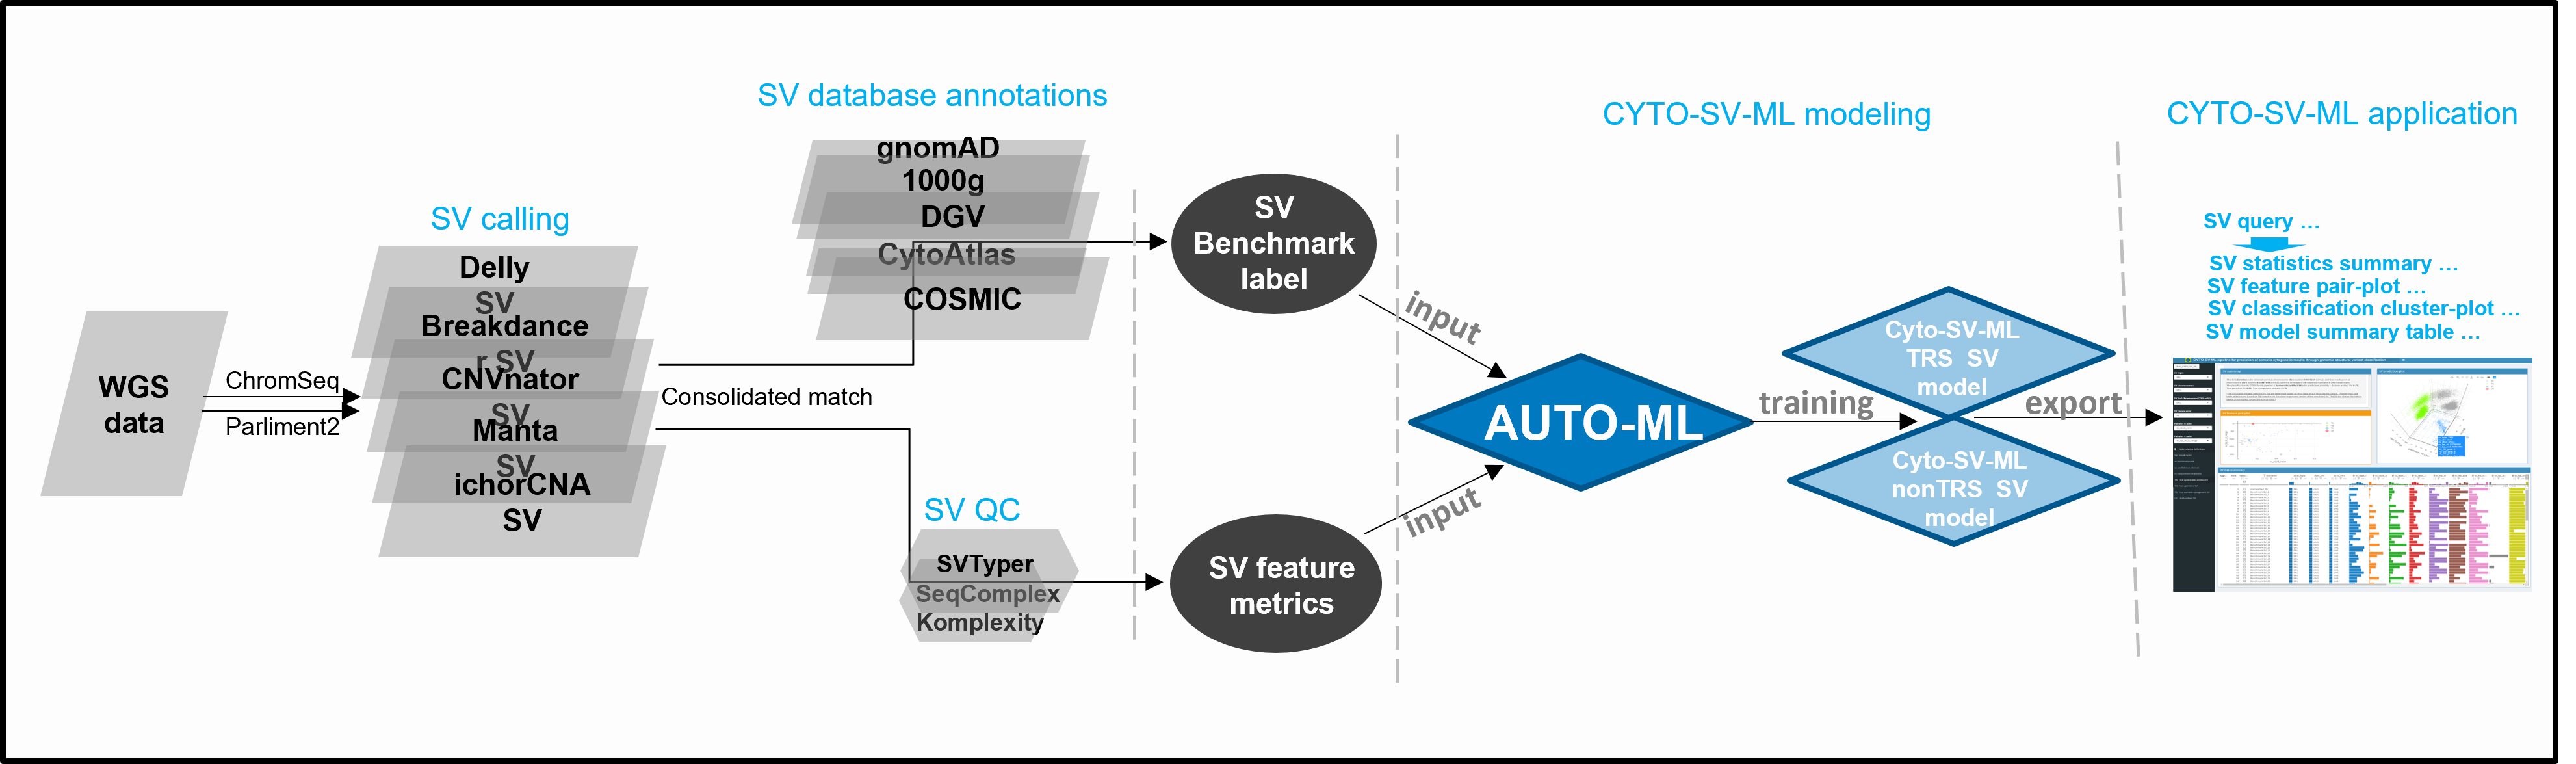 WGS
data
ChromSeq
Parliment2
SV calling
Delly
SV
Breakdance
r SV
CNVnator
SV
Manta
SV
ichorCNA
SV
Consolidated match
SV database annotations
gnomAD
1000g
DGV
CytoAtlas
COSMIC
SV QC
SVTyper
SeqComplex
Komplexity
SV
Benchmark
label
SV feature
metrics
input
input
CYTO-SV-ML modeling
AUTO-ML
training
Cyto-SV-ML
TRS SV
model
Cyto-SV-ML
nonTRS SV
model
export
CYTO-SV-ML application
SV query ...
SV statistics summary ...
SV feature pair-plot ...
SV classification cluster-plot ...
SV model summary table ...